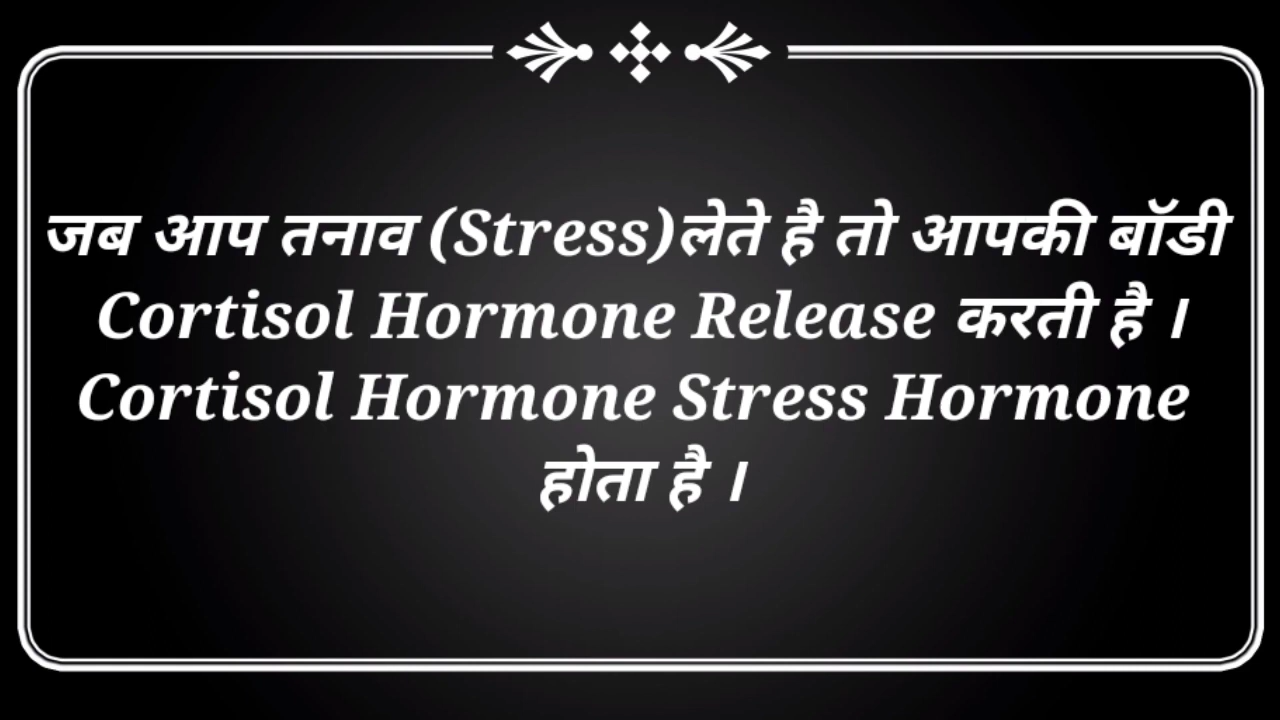 जब आप तनाव (Stress)लेते है तो आपकी बॉडी
Cortisol Hormone Release करती है ।
Cortisol Hormone Stress Hormone
होता है ।